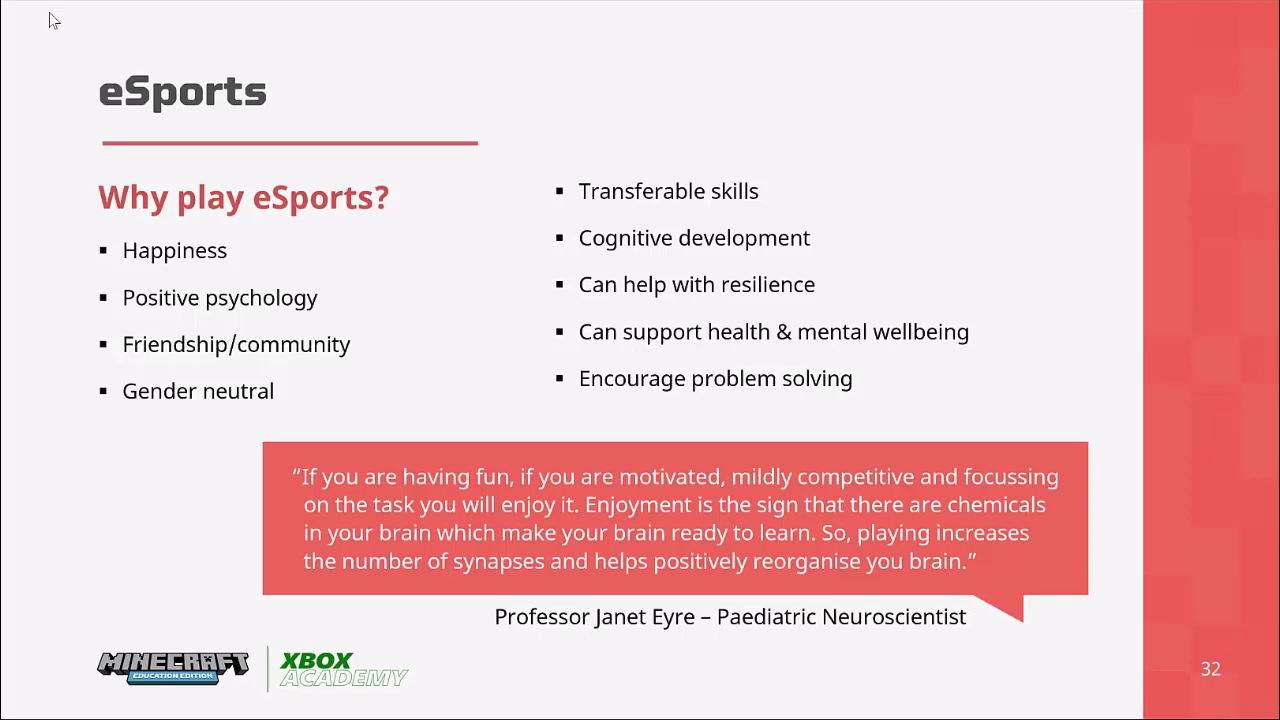 eSports
Why play eSports?
▪ Happiness
▪ Positive psychology
▪ Friendship/community
▪ Gender neutral
▪ Transferable skills
▪ Cognitive development
▪ Can help with resilience
▪ Can support health & mental wellbeing
▪ Encourage problem solving
“If you are having fun, if you are motivated, mildly competitive and focussing
on the task you will enjoy it. Enjoyment is the sign that there are chemicals
in your brain which make your brain ready to learn. So, playing increases
the number of synapses and helps positively reorganise you brain.”
Professor Janet Eyre – Paediatric Neuroscientist
MINECRAFT
EDUCATION EDITION
XBOX
ACADEMY
32